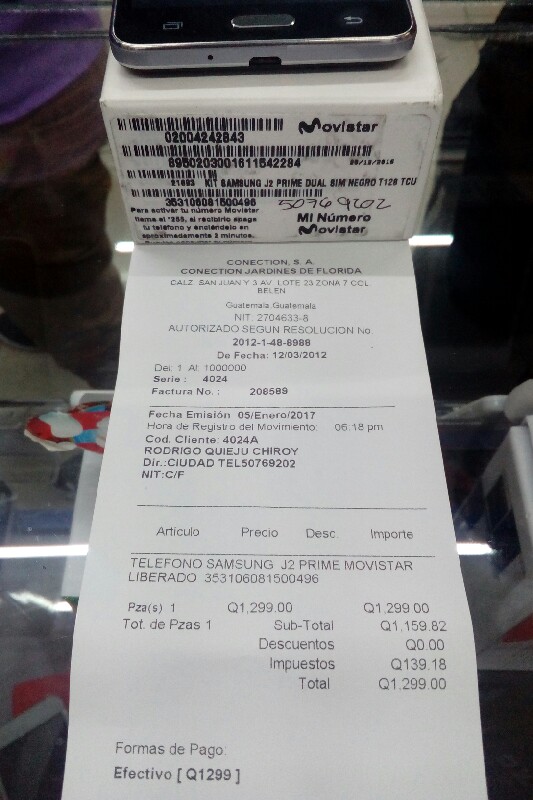 02004242843
Movistar
8950203001611542284
20/12/2016
21893 KIT SAMSUNG J2 PRIME DUAL SIM NEGRO T128 TCU
353106081500496
50769202
Para activar tu número Movistar
llama el *255, al recibirlo apaga
tu teléfono y enciéndelo en
aproximadamente 2 minutos.
Mi Número
Movistar
CONECTION, S. A.
CONECTION JARDINES DE FLORIDA
CALZ. SAN JUAN Y 3 AV. LOTE 23 ZONA 7 CCL
BELEN
Guatemala,Guatemala
NIT: 2704633-8
AUTORIZADO SEGUN RESOLUCION No.
2012-1-48-8988
De Fecha: 12/03/2012
Del: 1 Al: 1000000
Serie : 4024
Factura No. : 208589
Fecha Emisión 05/Enero/2017
Hora de Registro del Movimiento: 06:18 pm
Cod. Cliente: 4024A
RODRIGO QUIEJU CHIROY
Dir.:CIUDAD TEL50769202
NIT:C/F
Artículo Precio Desc. Importe
TELEFONO SAMSUNG J2 PRIME MOVISTAR
LIBERADO 353106081500496
Pza(s) 1 Q1,299.00 Q1,299.00
Tot. de Pzas 1 Sub-Total Q1,159.82
Descuentos Q0.00
Impuestos Q139.18
Total Q1,299.00
Formas de Pago:
Efectivo [ Q1299 ]